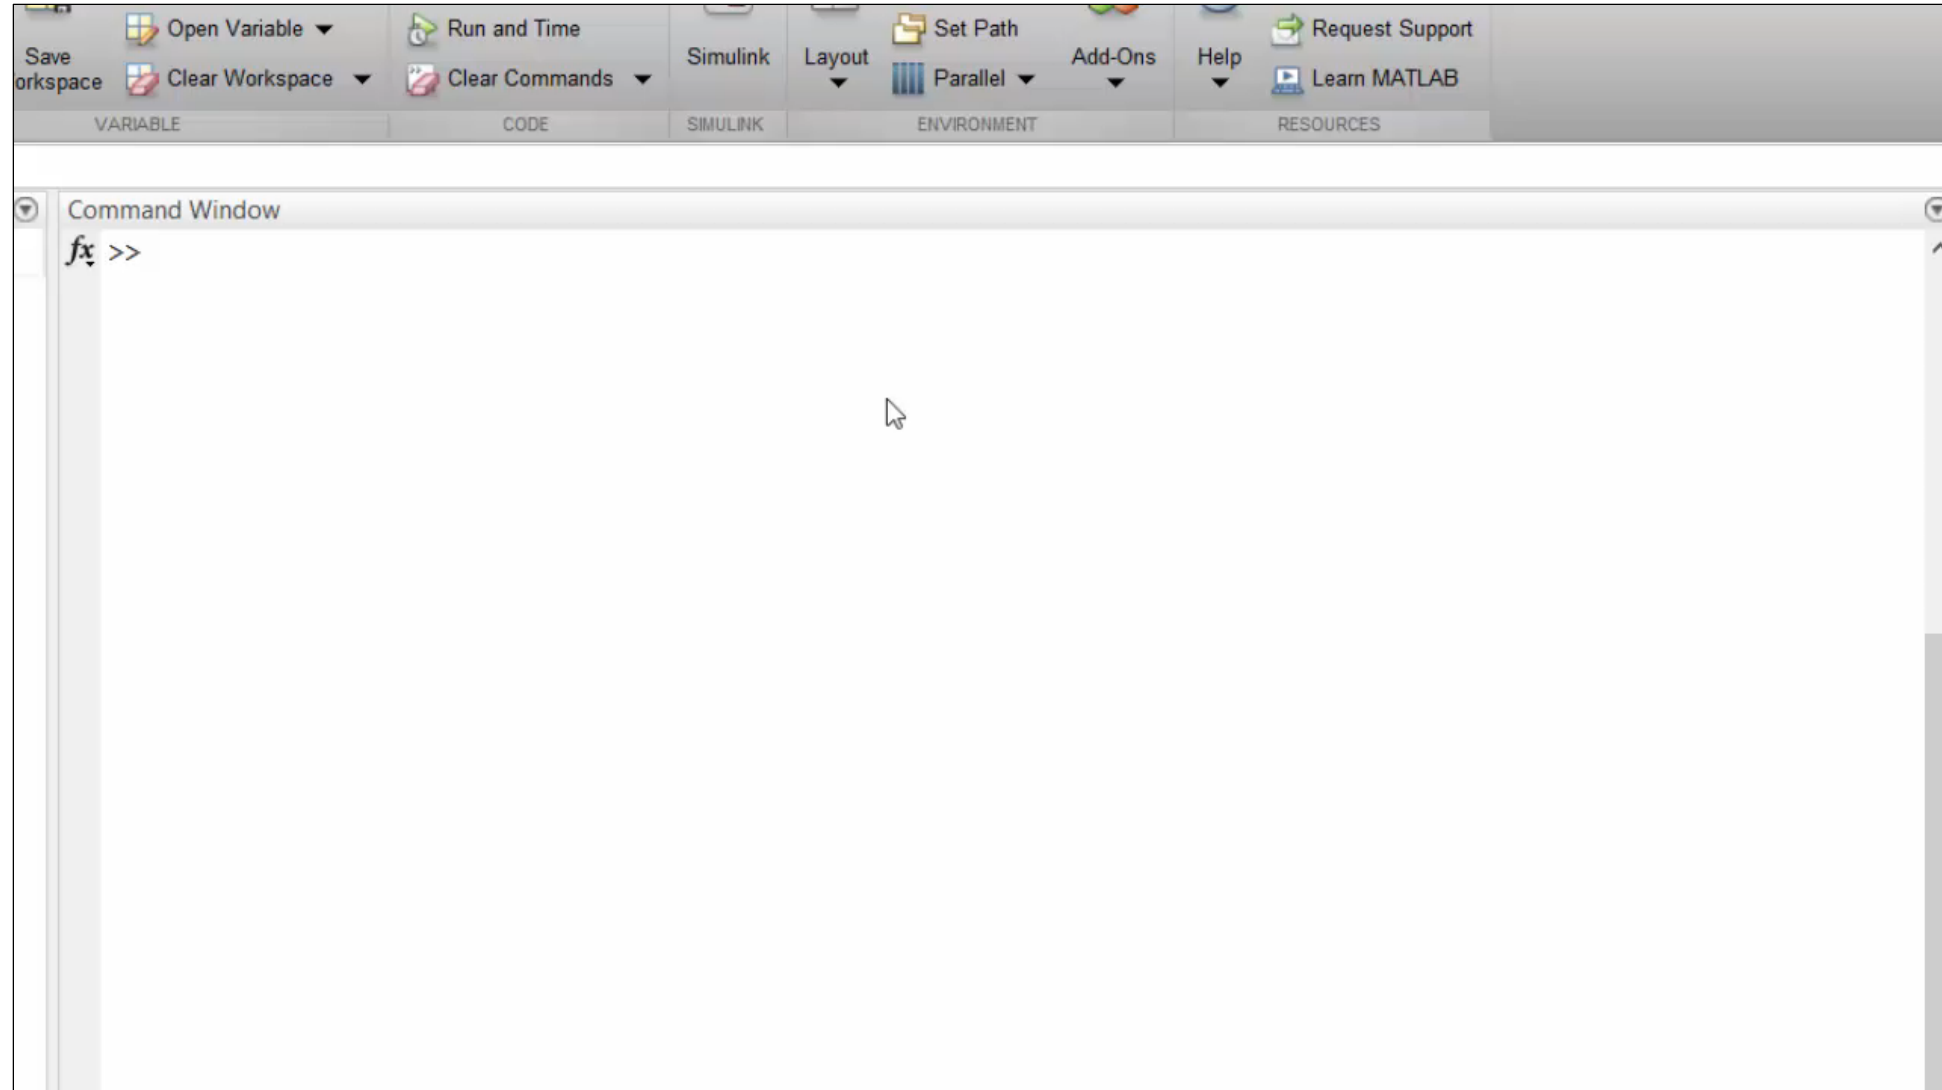 Open Variable
Run and Time
Set Path
Request Support
Save
Simulink
Layout
Add-Ons
Help
orkspace
Clear Workspace
Clear Commands
Parallel
Learn MATLAB
VARIABLE
CODE
SIMULINK
ENVIRONMENT
RESOURCES
Command Window
fx >>